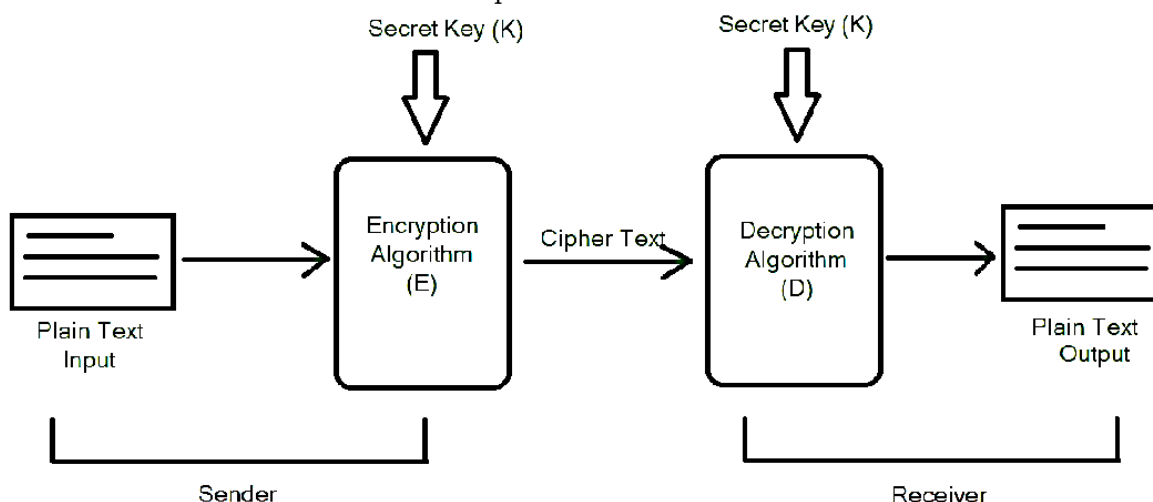 Secret Key (K)
Secret Key (K)
Encryption
Algorithm
(E)
Cipher Text
Decryption
Algorithm
(D)
Plain Text
Input
Plain Text
Output
Sender
Receiver